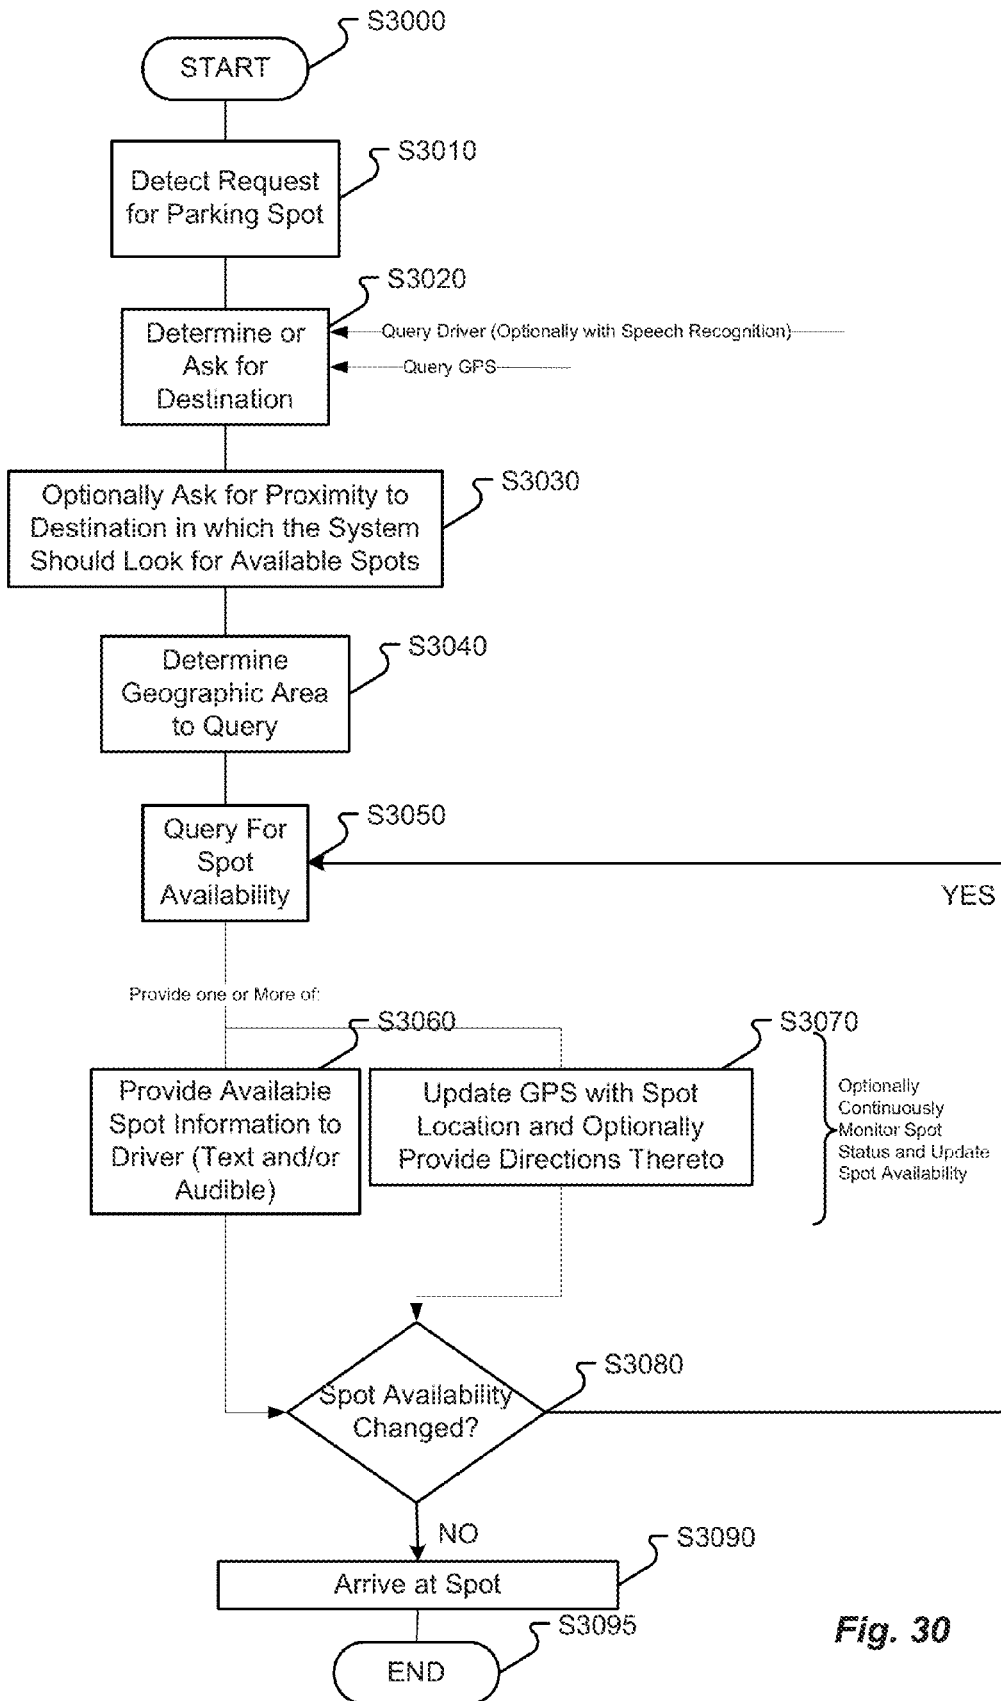 S3000
START
S3010
Detect Request
for Parking Spot
S3020
Determine or
Ask for
Destination
Query Driver (Optionally with Speech Recognition)
Query GPS
S3030
Optionally Ask for Proximity to
Destination in which the System
Should Look for Available Spots
S3040
Determine
Geographic Area
to Query
S3050
Query For
Spot
Availability
YES
Provide one or More of:
S3060
Provide Available
Spot Information to
Driver (Text and/or
Audible)
S3070
Update GPS with Spot
Location and Optionally
Provide Directions Thereto
Optionally
Continuously
Monitor Spot
Status and Update
Spot Availability
S3080
Spot Availability
Changed?
NO
S3090
Arrive at Spot
S3095
END
Fig. 30